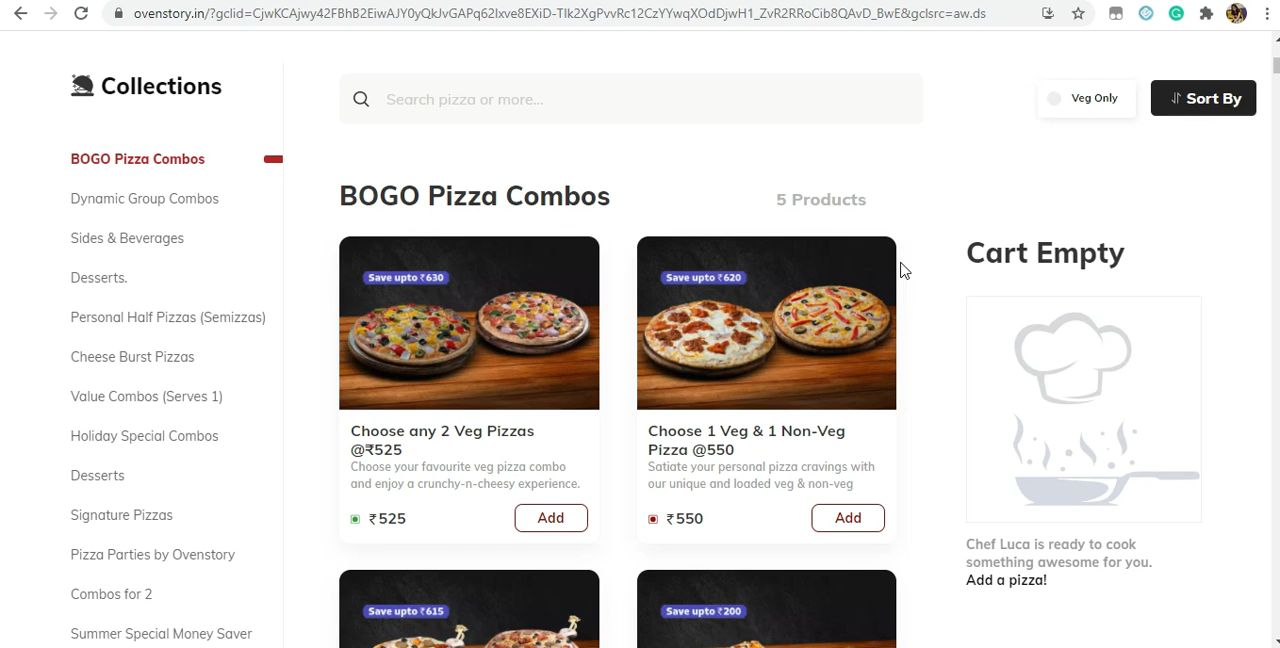 ovenstory.in/?gclid=CjwKCAjwy42FBhB2EiwAJY0yQkJvGAPq62lxve8EXiD-TIk2XgPvvRc12CzYYwqXOdDjwH1_ZvR2RRoCib8QAvD_BwE&gclsrc=aw.ds
Collections
Search pizza or more...
Veg Only
Sort By
BOGO Pizza Combos
Dynamic Group Combos
Sides & Beverages
Desserts.
Personal Half Pizzas (Semizzas)
Cheese Burst Pizzas
Value Combos (Serves 1)
Holiday Special Combos
Desserts
Signature Pizzas
Pizza Parties by Ovenstory
Combos for 2
Summer Special Money Saver
BOGO Pizza Combos
5 Products
Save upto ₹630
Choose any 2 Veg Pizzas
@₹525
Choose your favourite veg pizza combo
and enjoy a crunchy-n-cheesy experience.
₹525
Add
Save upto ₹620
Choose 1 Veg & 1 Non-Veg
Pizza @550
Satiate your personal pizza cravings with
our unique and loaded veg & non-veg
₹550
Add
Save upto ₹615
Save upto ₹200
Cart Empty
Chef Luca is ready to cook
something awesome for you.
Add a pizza!